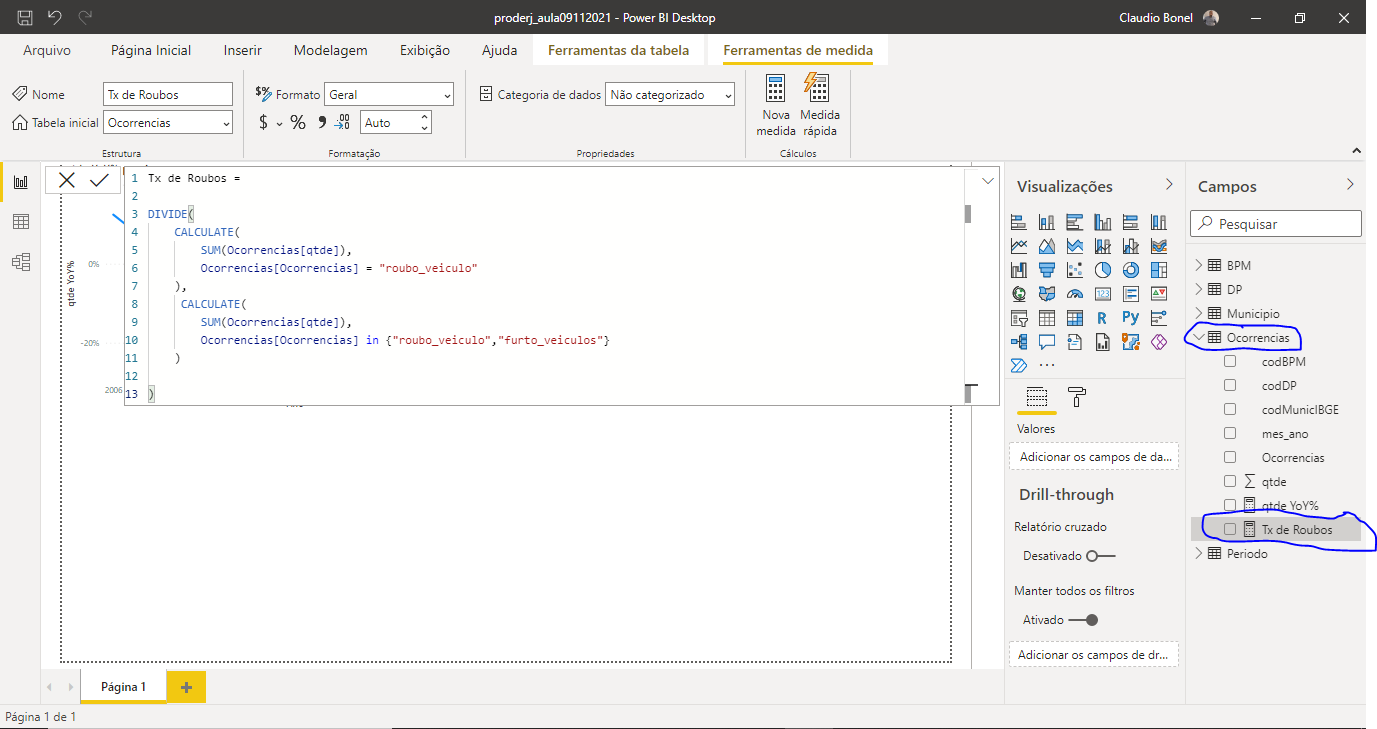 proderj_aula09112021 - Power BI Desktop
Claudio Bonel
Arquivo
Página Inicial
Inserir
Modelagem
Exibição
Ajuda
Ferramentas da tabela
Ferramentas de medida
Nome
Tx de Roubos
Tabela inicial
Ocorrencias
Estrutura
Formato
Geral
$ % 9 .00 →.0
Auto
Formatação
Categoria de dados
Não categorizado
Propriedades
Nova
medida
Medida
rápida
Cálculos
1 Tx de Roubos =
2
3 DIVIDE(
4 CALCULATE(
5 SUM(Ocorrencias[qtde]),
6 Ocorrencias[Ocorrencias] = "roubo_veiculo"
7 ),
8 CALCULATE(
9 SUM(Ocorrencias[qtde]),
10 Ocorrencias[Ocorrencias] in {"roubo_veiculo","furto_veiculos"}
11 )
12
13 )
qtde YoY%
0%
-20%
2006
Visualizações
123
R
Py
...
Valores
Adicionar os campos de da...
Drill-through
Relatório cruzado
Desativado
Manter todos os filtros
Ativado
Adicionar os campos de dr...
Campos
Pesquisar
BPM
DP
Municipio
Ocorrencias
codBPM
codDP
codMunicIBGE
mes_ano
Ocorrencias
qtde
qtde YoY%
Tx de Roubos
Periodo
Página 1
+
Página 1 de 1